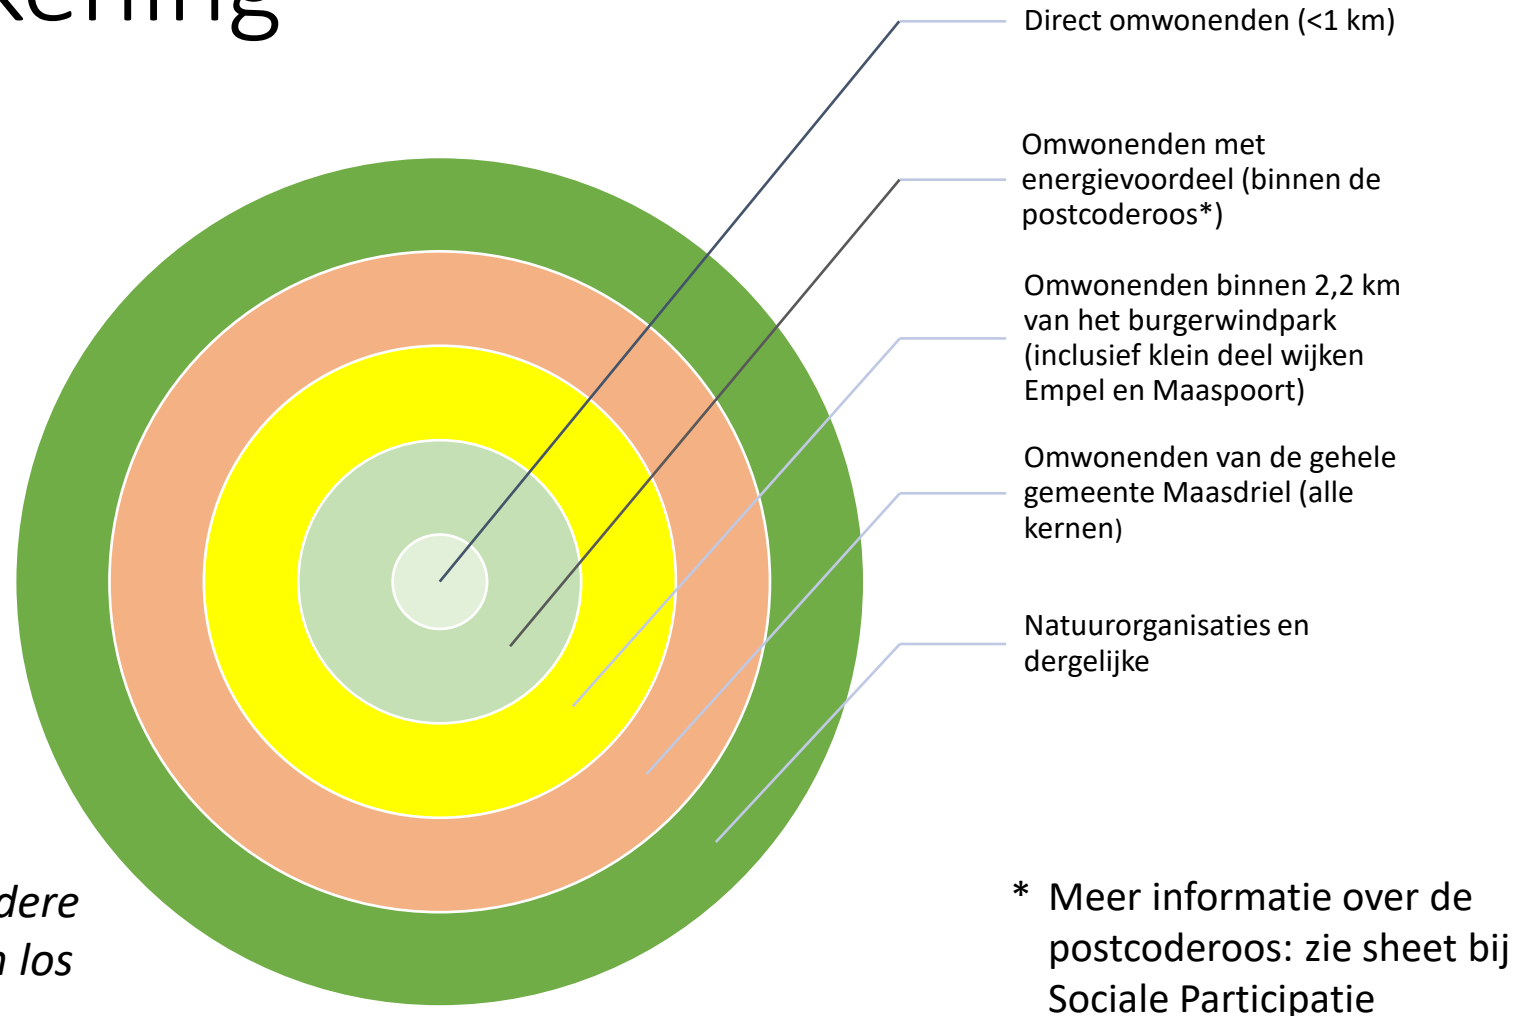 Direct omwonenden (<1 km)
Omwonenden met
energievoordeel (binnen de
postcoderoos*)
Omwonenden binnen 2,2 km
van het burgerwindpark
(inclusief klein deel wijken
Empel en Maaspoort)
Omwonenden van de gehele
gemeente Maasdriel (alle
kernen)
Natuurorganisaties en
dergelijke
los
* Meer informatie over de
postcoderoos: zie sheet bij
Sociale Participatie